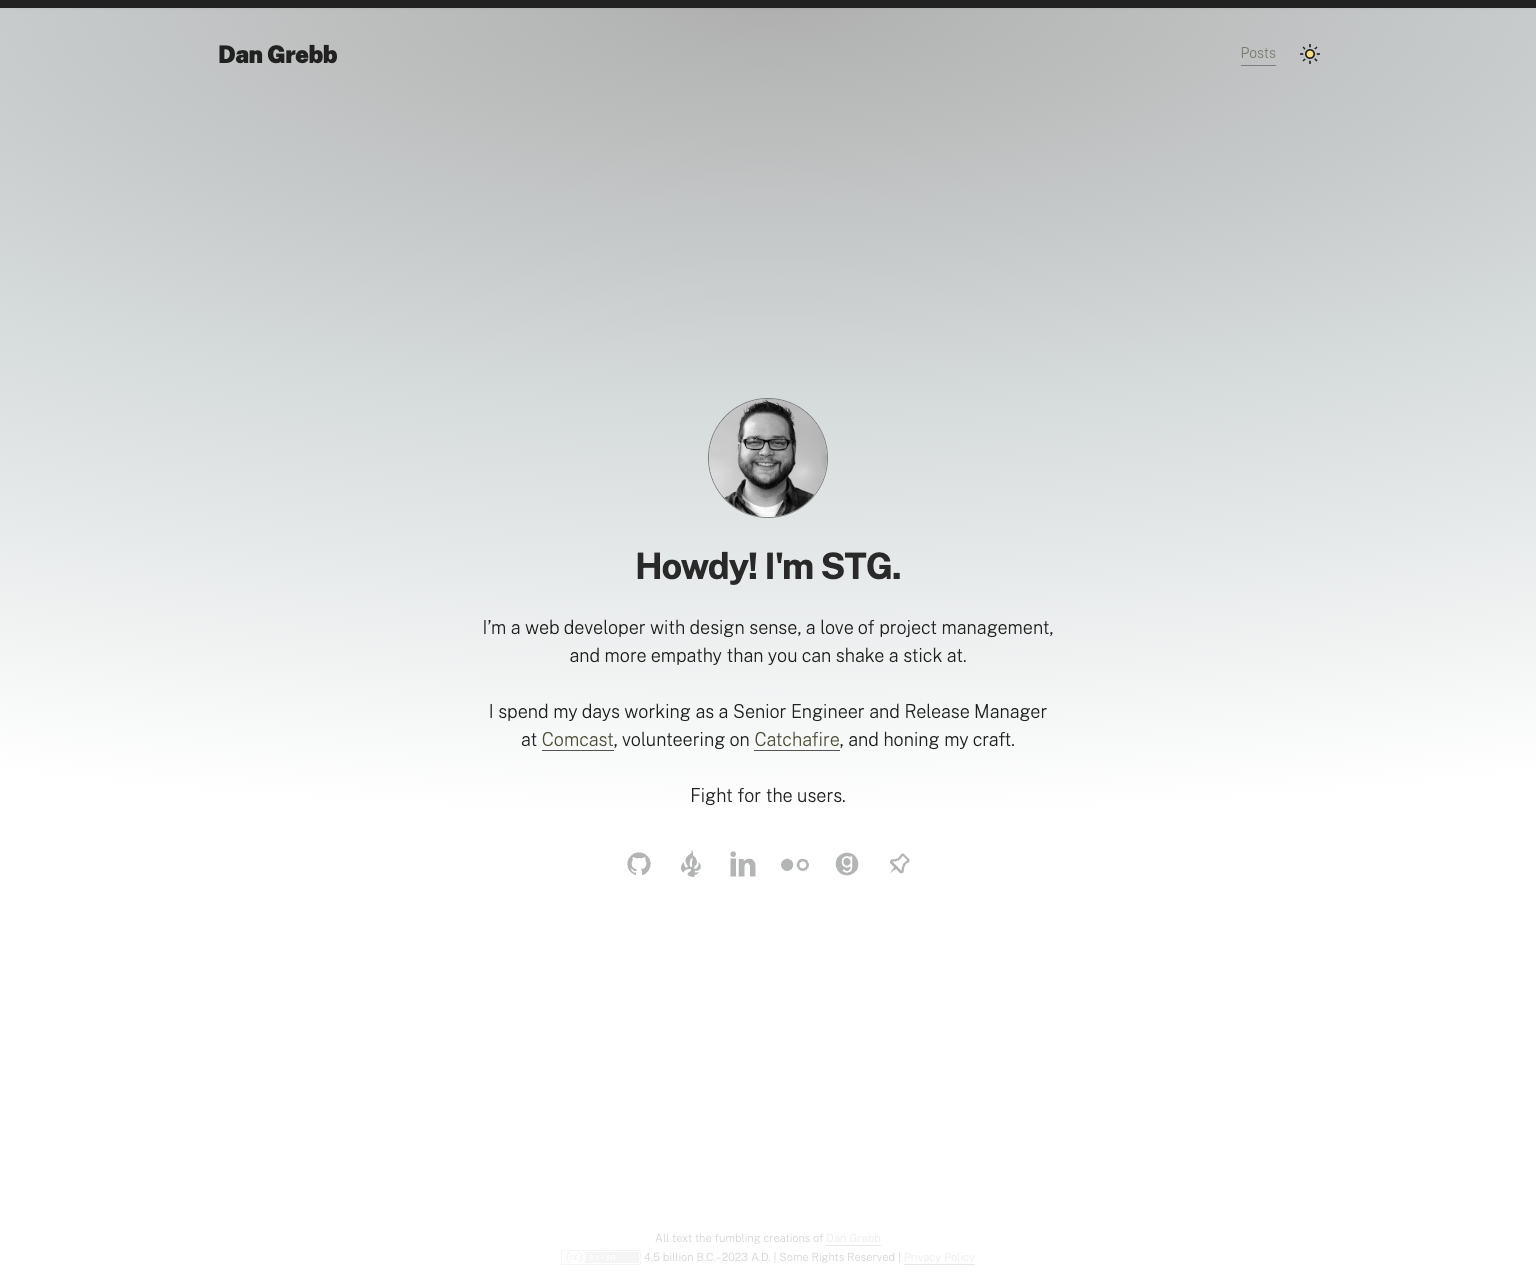 Dan Grebb
Posts
Howdy! I'm STG.
I’m a web developer with design sense, a love of project management,
and more empathy than you can shake a stick at.
I spend my days working as a Senior Engineer and Release Manager
at Comcast, volunteering on Catchafire, and honing my craft.
Fight for the users.
All text the fumbling creations of Dan Grebb
4.5 billion B.C.–2023 A.D. | Some Rights Reserved | Privacy Policy